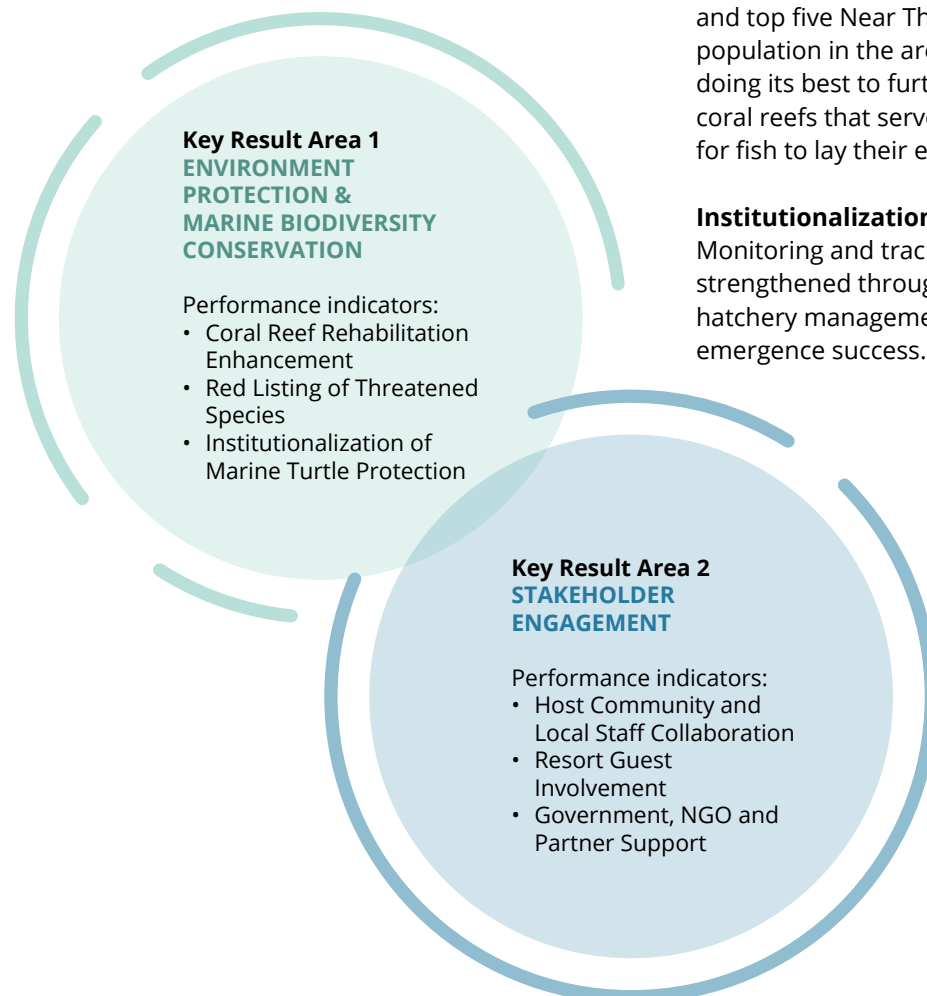 and top five Near Th
population in the are
doing its best to furt
coral reefs that serve
for fish to lay their e
Institutionalization
Monitoring and trac
strengthened throug
hatchery manageme
emergence success.
Key Result Area 1
ENVIRONMENT
PROTECTION &
MARINE BIODIVERSITY
CONSERVATION
Performance indicators:
• Coral Reef Rehabilitation
Enhancement
• Red Listing of Threatened
Species
• Institutionalization of
Marine Turtle Protection
Key Result Area 2
STAKEHOLDER
ENGAGEMENT
Performance indicators:
• Host Community and
Local Staff Collaboration
• Resort Guest
Involvement
• Government, NGO and
Partner Support